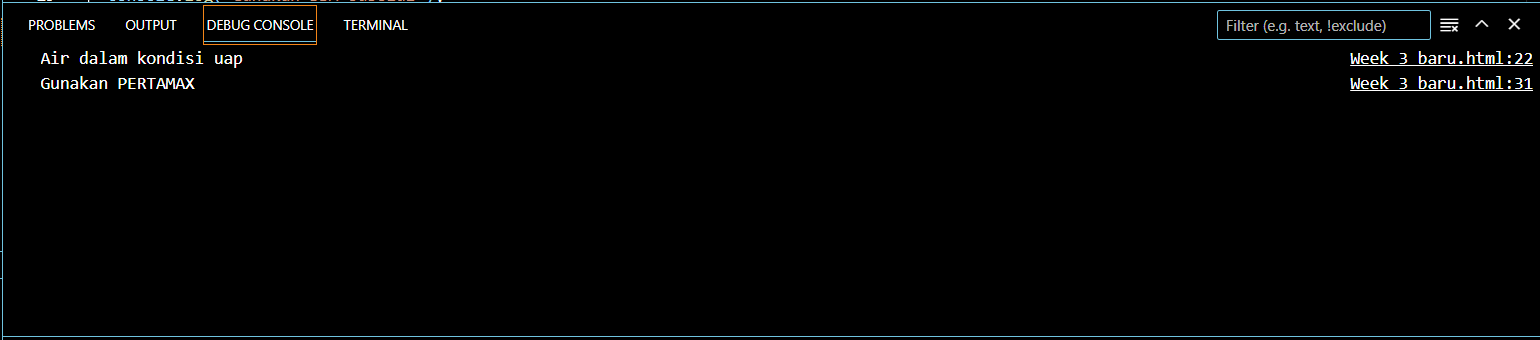 PROBLEMS OUTPUT DEBUG CONSOLE TERMINAL Filter (e.g. text, !exclude)
Air dalam kondisi uap Week 3 baru.html:22
Gunakan PERTAMAX Week 3 baru.html:31